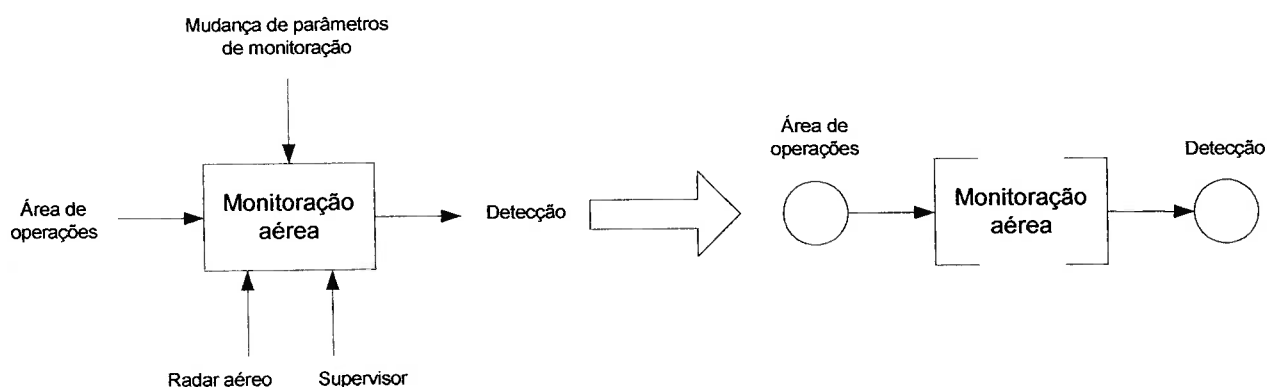 Mudança de parâmetros
de monitoração
Área de
operações
Monitoração
aérea
Detecção
Radar aéreo
Supervisor
Área de
operações
Monitoração
aérea
Detecção